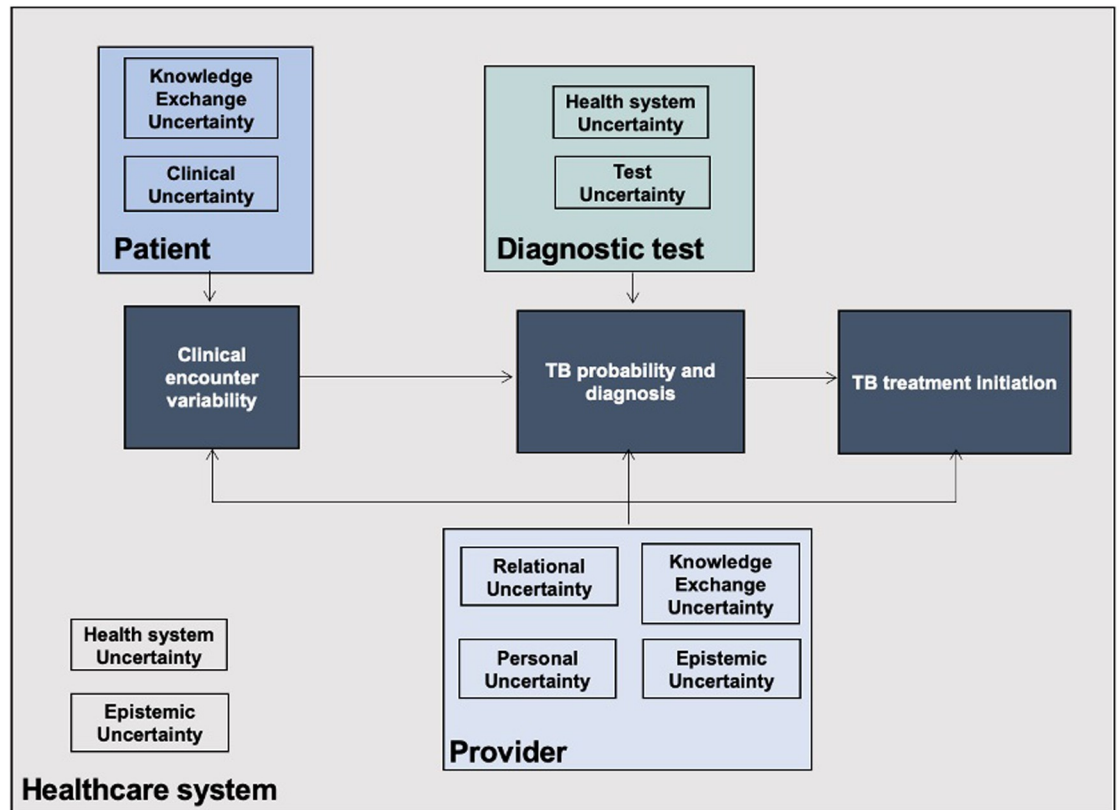 Knowledge
Exchange
Uncertainty
Clinical
Uncertainty
Patient
Health system
Uncertainty
Test
Uncertainty
Diagnostic test
Clinical
encounter
variability
TB probability and
diagnosis
TB treatment initiation
Relational
Uncertainty
Knowledge
Exchange
Uncertainty
Personal
Uncertainty
Epistemic
Uncertainty
Provider
Health system
Uncertainty
Epistemic
Uncertainty
Healthcare system